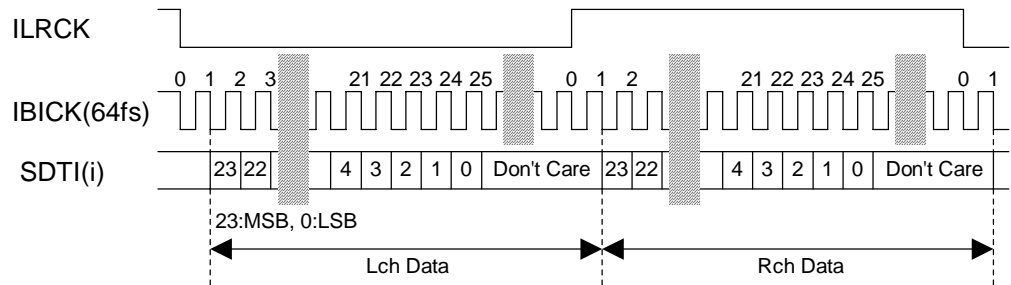 ILRCK
0 1 2 3 21 22 23 24 25 0 1 2 21 22 23 24 25 0 1
IBICK(64fs)
SDTI(i) 23 22 4 3 2 1 0 Don't Care 23 22 4 3 2 1 0 Don't Care
23:MSB, 0:LSB
Lch Data Rch Data